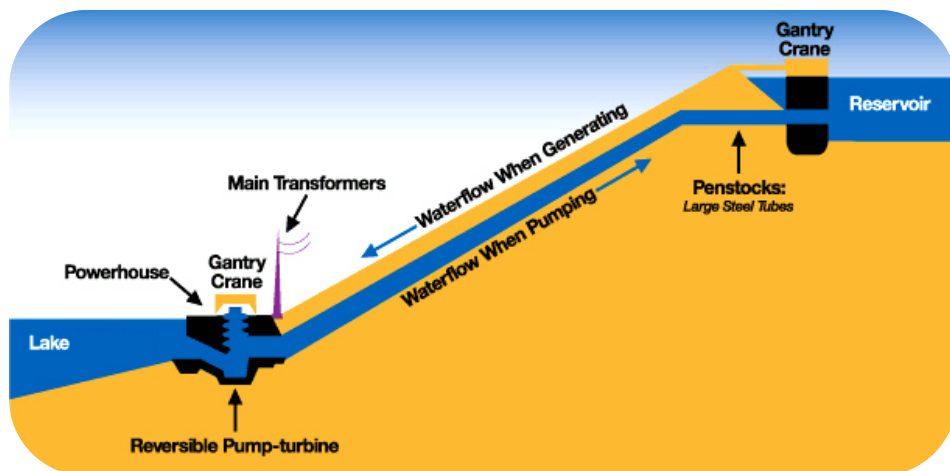 Gantry
Crane
Reservoir
Waterflow When Generating
Main Transformers
Penstocks:
Large Steel Tubes
Waterflow When Pumping
Powerhouse
Gantry
Crane
Lake
Reversible Pump-turbine